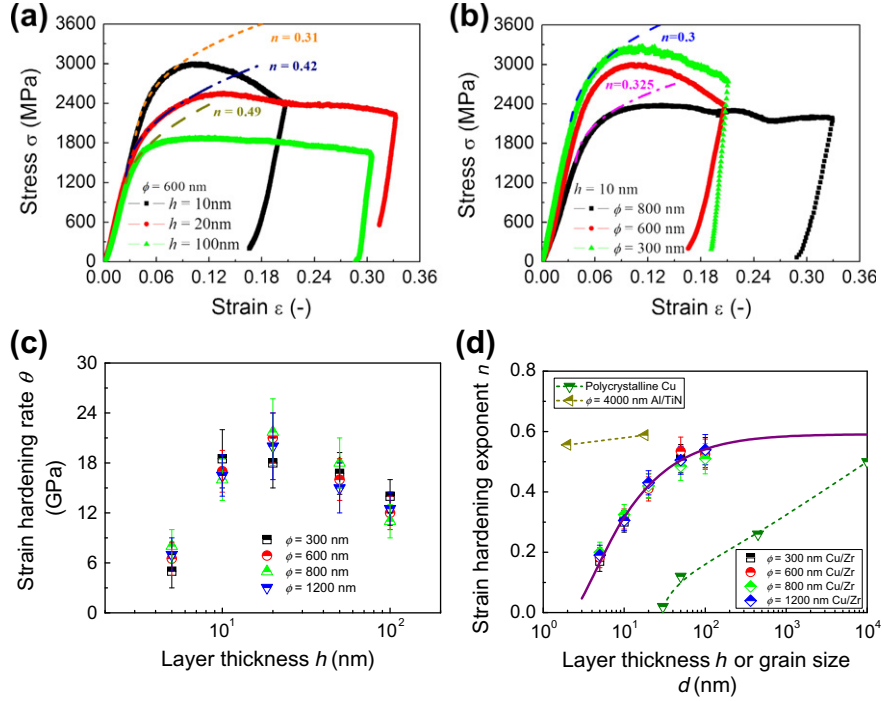 (a)
3600
3000
2400
1800
1200
600
0
0.00 0.06 0.12 0.18 0.24 0.30 0.36
Stress σ (MPa)
Strain ε (-)
n = 0.31
n = 0.42
n = 0.49
ϕ = 600 nm
h = 10nm
h = 20nm
h = 100nm
(b)
3600
3000
2400
1800
1200
600
0
0.00 0.06 0.12 0.18 0.24 0.30 0.36
Stress σ (MPa)
Strain ε (-)
n=0.3
n=0.325
h = 10 nm
ϕ = 800 nm
ϕ = 600 nm
ϕ = 300 nm
(c)
30
24
18
12
6
0
10¹ 10²
Strain hardening rate θ
(GPa)
Layer thickness h (nm)
ϕ = 300 nm
ϕ = 600 nm
ϕ = 800 nm
ϕ = 1200 nm
(d)
0.8
0.6
0.4
0.2
0.0
10⁰ 10¹ 10² 10³ 10⁴
Strain hardening exponent n
Layer thickness h or grain size
d (nm)
Polycrystalline Cu
ϕ = 4000 nm Al/TiN
ϕ = 300 nm Cu/Zr
ϕ = 600 nm Cu/Zr
ϕ = 800 nm Cu/Zr
ϕ = 1200 nm Cu/Zr